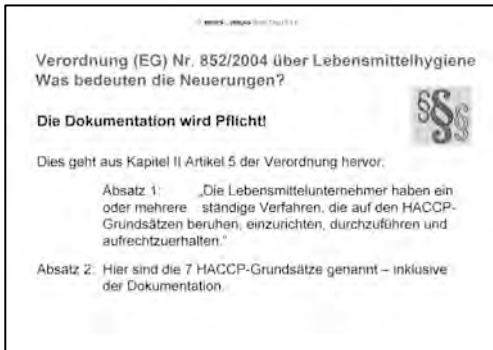 Verordnung (EG) Nr. 852/2004 über Lebensmittelhygiene
Was bedeuten die Neuerungen?
Die Dokumentation wird Pflicht!
Dies geht aus Kapitel II Artikel 5 der Verordnung hervor:
Absatz 1: „Die Lebensmittelunternehmer haben ein
oder mehrere ständige Verfahren, die auf den HACCP-
Grundsätzen beruhen, einzurichten, durchzuführen und
aufrechtzuerhalten.“
Absatz 2: Hier sind die 7 HACCP-Grundsätze genannt – inklusive
der Dokumentation.